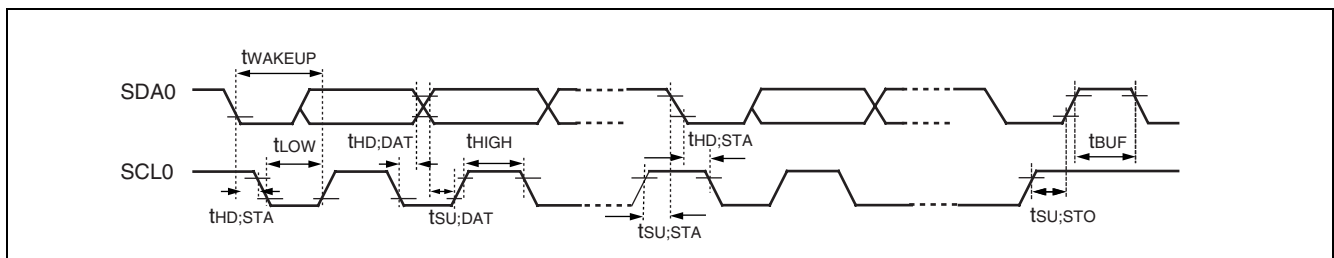 tWAKEUP
SDA0
tLOW
tHD;DAT
tHIGH
tHD;STA
tBUF
SCL0
tHD;STA
tSU;DAT
tSU;STA
tSU;STO